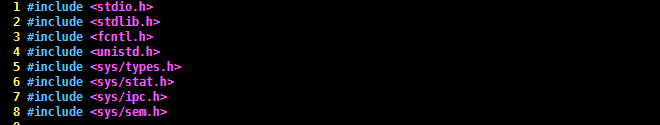 1 #include <stdio.h>
2 #include <stdlib.h>
3 #include <fcntl.h>
4 #include <unistd.h>
5 #include <sys/types.h>
6 #include <sys/stat.h>
7 #include <sys/ipc.h>
8 #include <sys/sem.h>